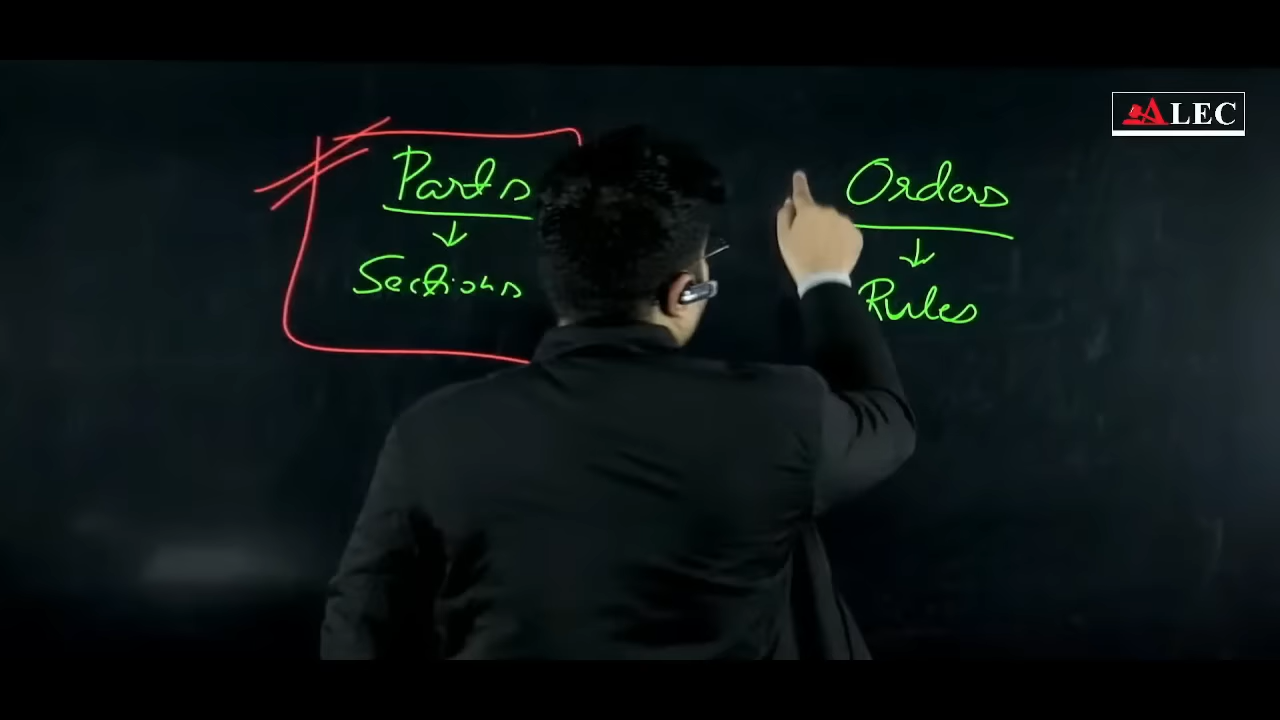 Parts
↓
Sections
Orders
↓
Rules
ALEC